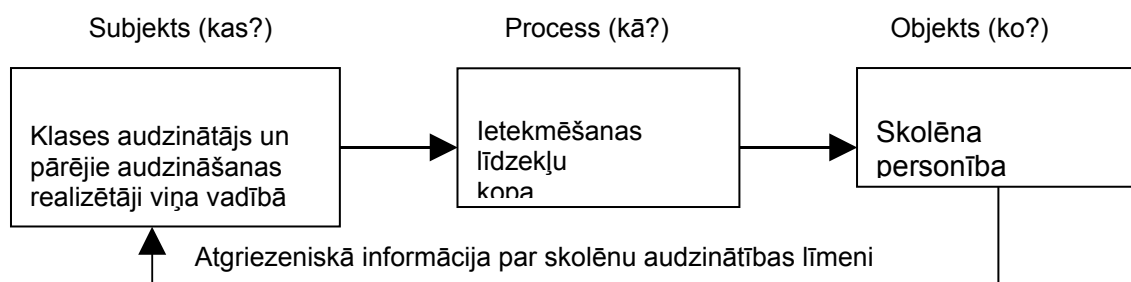 Subjekts (kas?)
Process (kā?)
Objekts (ko?)
Klases audzinātājs un
pārējie audzināšanas
realizētāji viņa vadībā
Ietekmēšanas
līdzekļu
kopa
Skolēna
personība
Atgriezeniskā informācija par skolēnu audzinātības līmeni